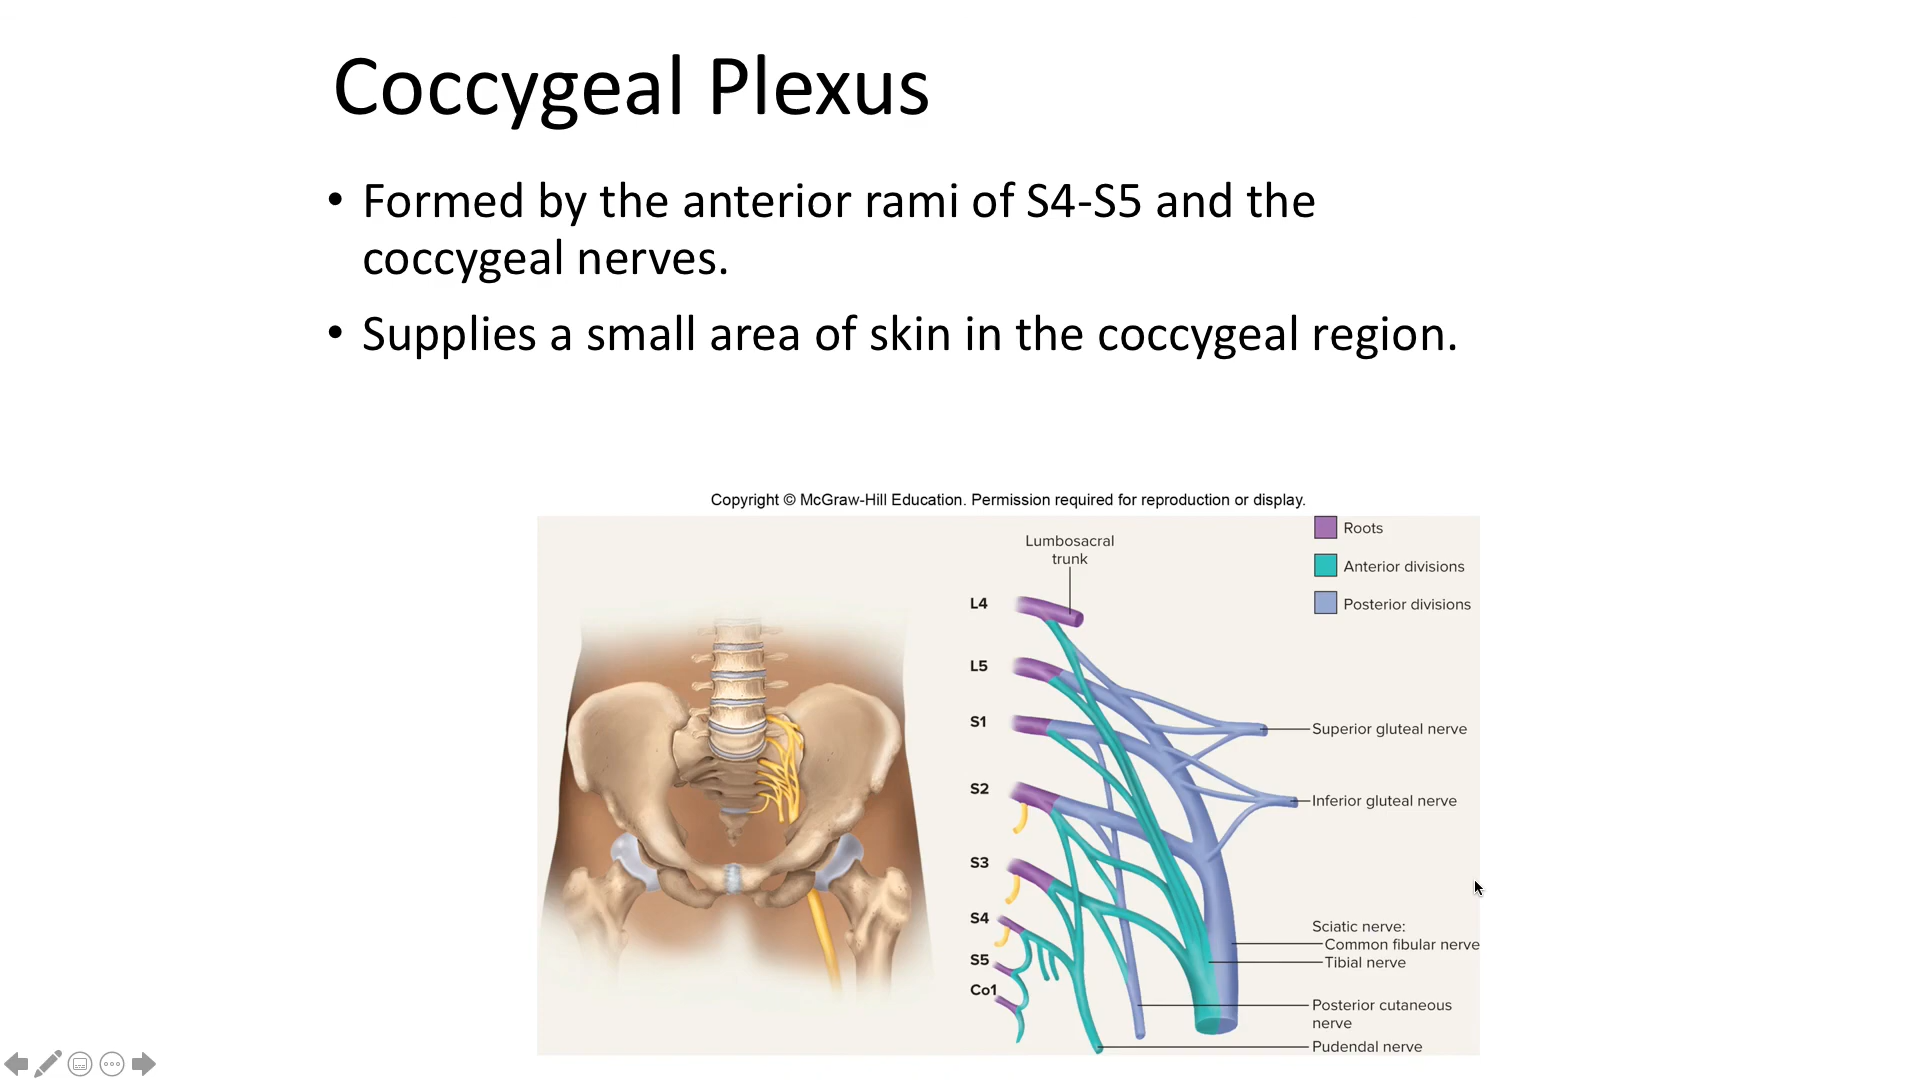 Coccygeal Plexus
• Formed by the anterior rami of S4-S5 and the
coccygeal nerves.
• Supplies a small area of skin in the coccygeal region.
Copyright © McGraw-Hill Education. Permission required for reproduction or display.
Roots
Anterior divisions
Posterior divisions
Lumbosacral
trunk
L4
L5
S1
S2
S3
S4
S5
Co1
Superior gluteal nerve
Inferior gluteal nerve
Sciatic nerve:
Common fibular nerve
Tibial nerve
Posterior cutaneous
nerve
Pudendal nerve